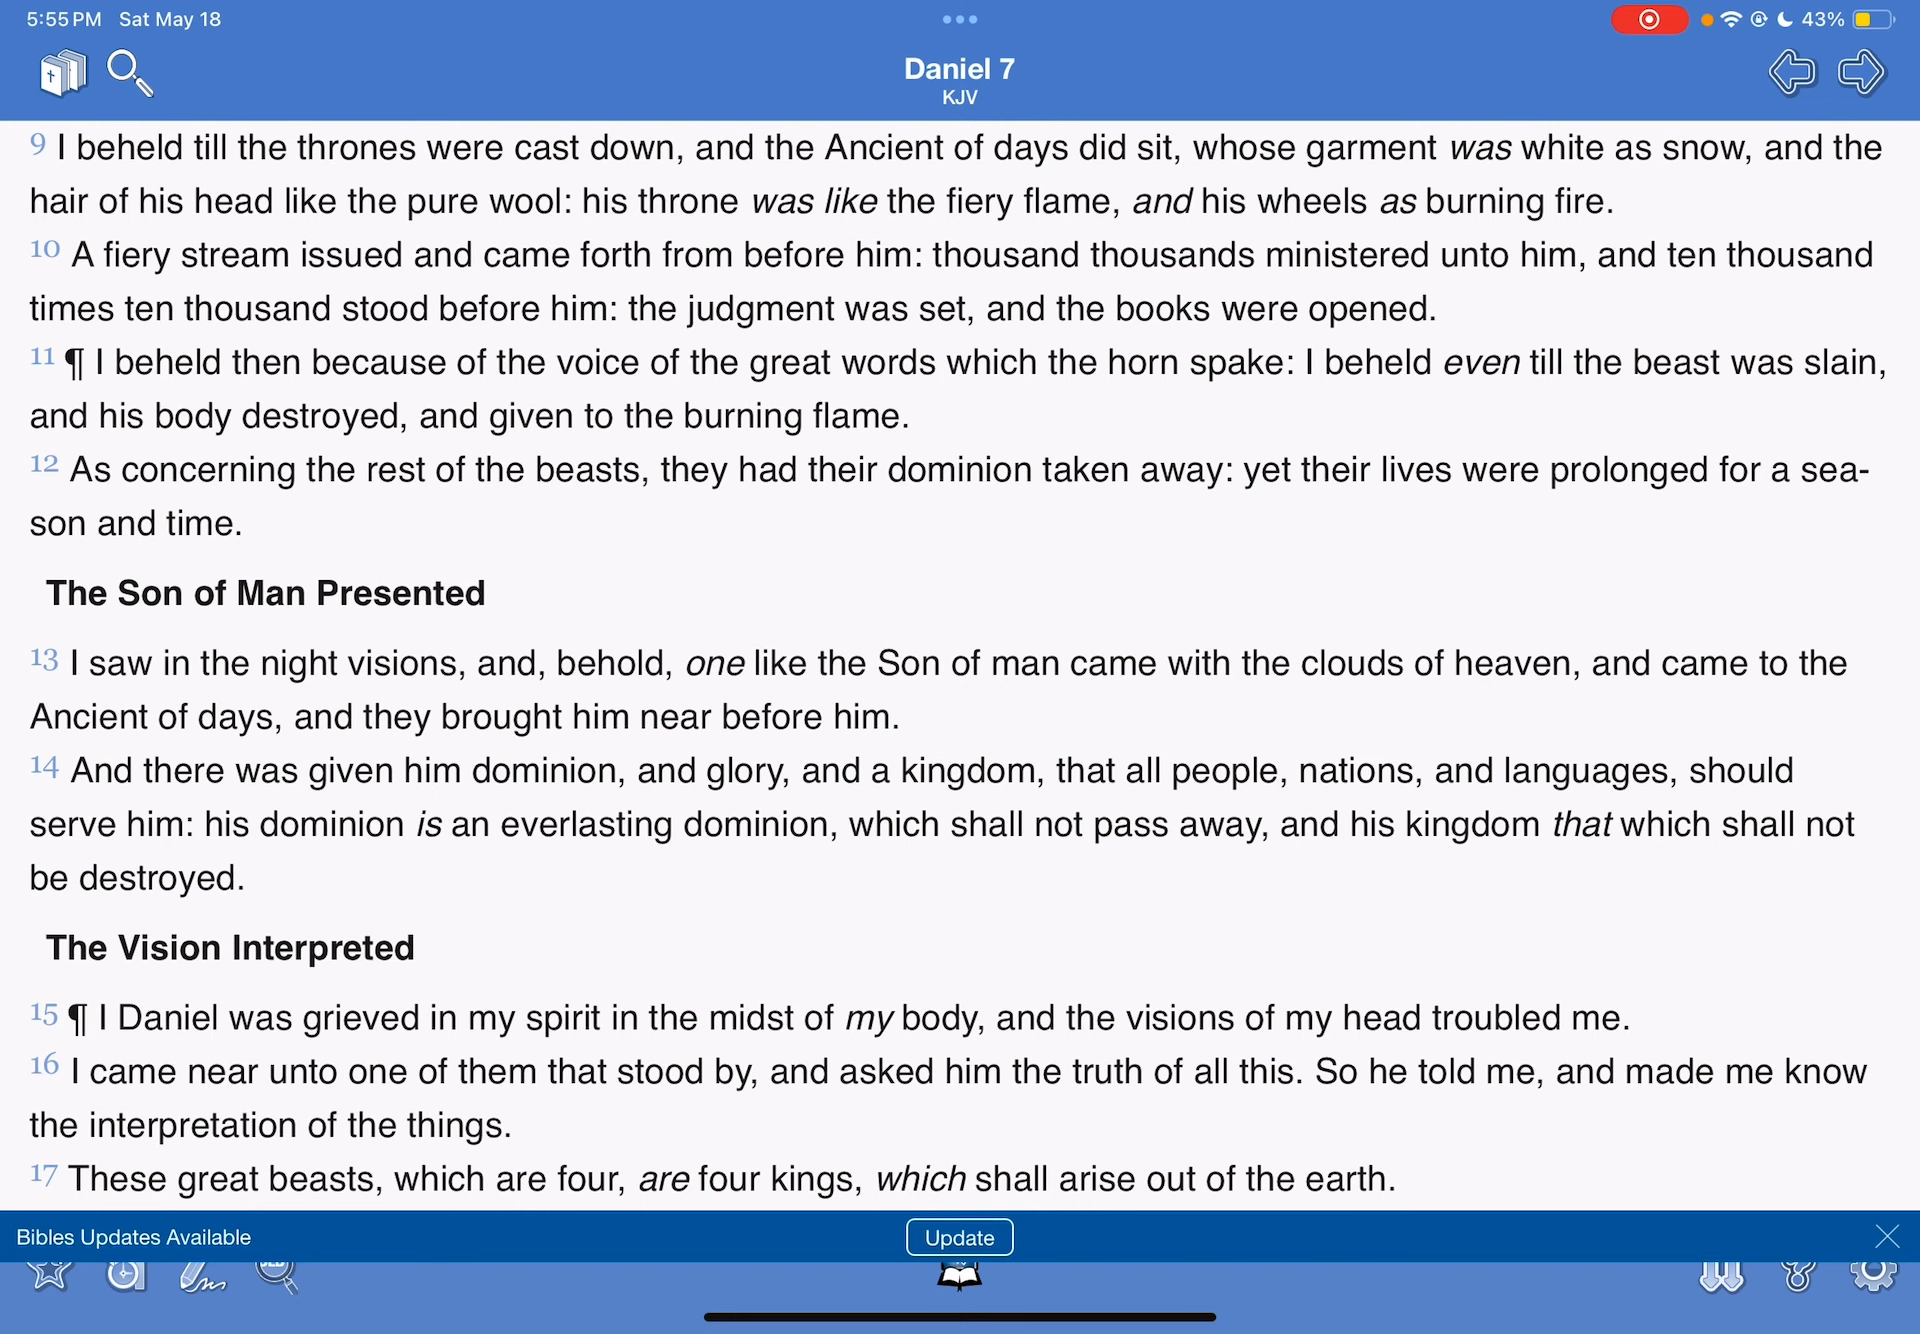 5:55 PM Sat May 18
43%
Daniel 7
KJV
9 I beheld till the thrones were cast down, and the Ancient of days did sit, whose garment was white as snow, and the
hair of his head like the pure wool: his throne was like the fiery flame, and his wheels as burning fire.
10 A fiery stream issued and came forth from before him: thousand thousands ministered unto him, and ten thousand
times ten thousand stood before him: the judgment was set, and the books were opened.
11 ¶ I beheld then because of the voice of the great words which the horn spake: I beheld even till the beast was slain,
and his body destroyed, and given to the burning flame.
12 As concerning the rest of the beasts, they had their dominion taken away: yet their lives were prolonged for a sea-
son and time.
The Son of Man Presented
13 I saw in the night visions, and, behold, one like the Son of man came with the clouds of heaven, and came to the
Ancient of days, and they brought him near before him.
14 And there was given him dominion, and glory, and a kingdom, that all people, nations, and languages, should
serve him: his dominion is an everlasting dominion, which shall not pass away, and his kingdom that which shall not
be destroyed.
The Vision Interpreted
15 ¶ I Daniel was grieved in my spirit in the midst of my body, and the visions of my head troubled me.
16 I came near unto one of them that stood by, and asked him the truth of all this. So he told me, and made me know
the interpretation of the things.
17 These great beasts, which are four, are four kings, which shall arise out of the earth.
Bibles Updates Available
Update